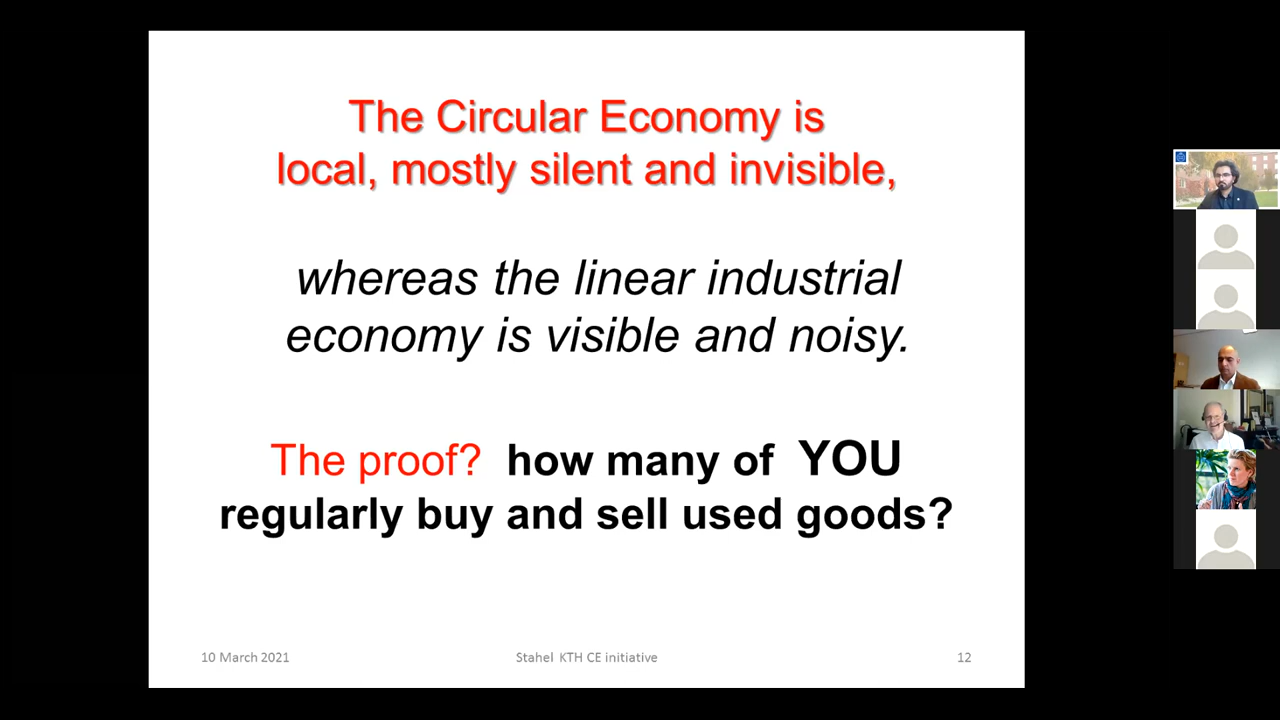 The Circular Economy is
local, mostly silent and invisible,
whereas the linear industrial
economy is visible and noisy.
The proof? how many of YOU
regularly buy and sell used goods?
10 March 2021
Stahel KTH CE initiative
12